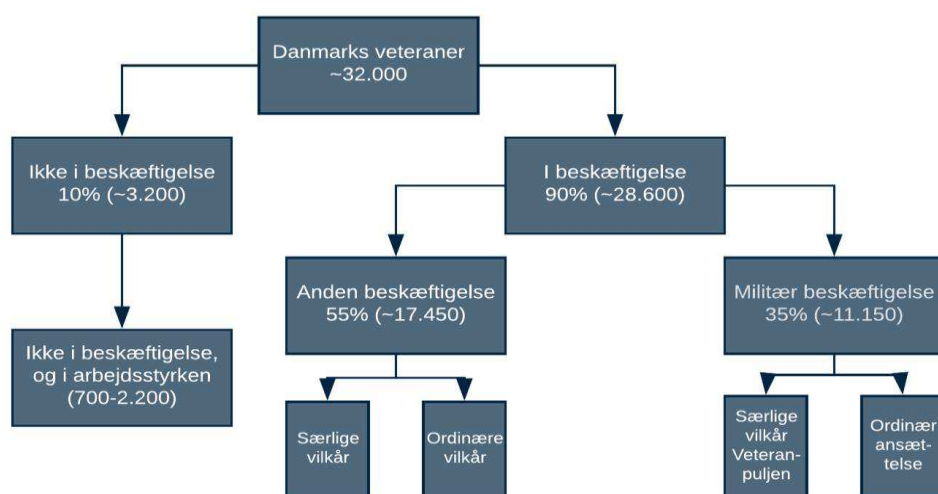 Danmarks veteraner
~32.000
Ikke i beskæftigelse
10% (~3.200)
I beskæftigelse
90% (~28.600)
Anden beskæftigelse
55% (~17.450)
Militær beskæftigelse
35% (~11.150)
Ikke i beskæftigelse,
og i arbejdsstyrken
(700-2.200)
Særlige
vilkår
Ordinære
vilkår
Særlige
vilkår
Veteran-
puljen
Ordinær
ansæt-
telse